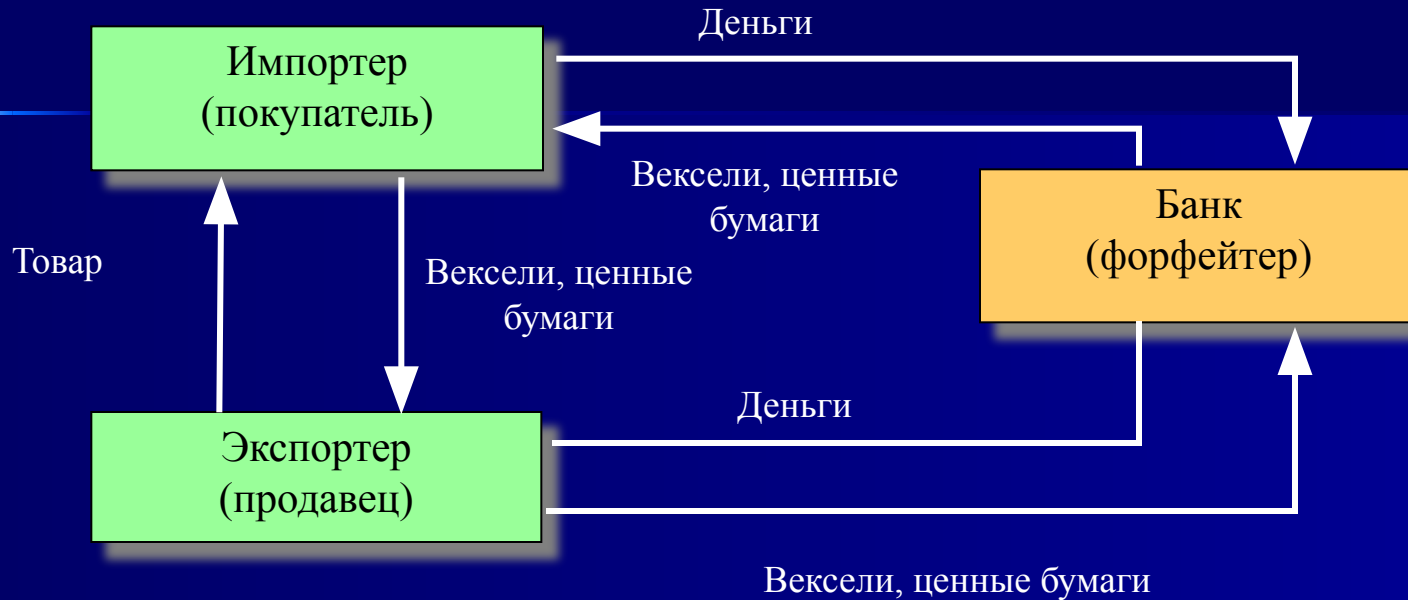 Деньги
Импортер
(покупатель)
Вексели, ценные
бумаги
Банк
(форфейтер)
Товар
Вексели, ценные
бумаги
Деньги
Экспортер
(продавец)
Вексели, ценные бумаги